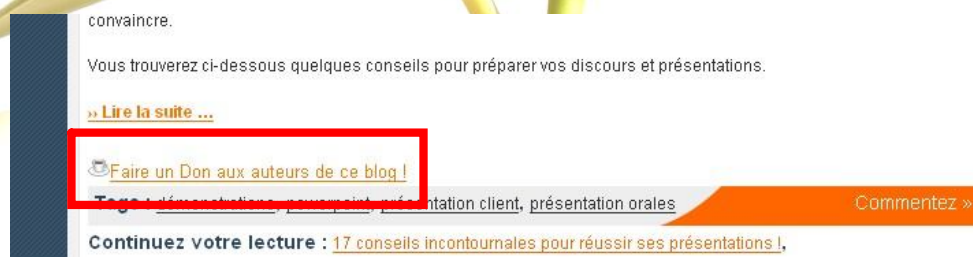 convaincre.
Vous trouverez ci-dessous quelques conseils pour préparer vos discours et présentations.
›› Lire la suite ...
Faire un Don aux auteurs de ce blog !
Tags : démonstrations, powerpoint, présentation client, présentation orales
Commentez »
Continuez votre lecture : 17 conseils incontournales pour réussir ses présentations !,